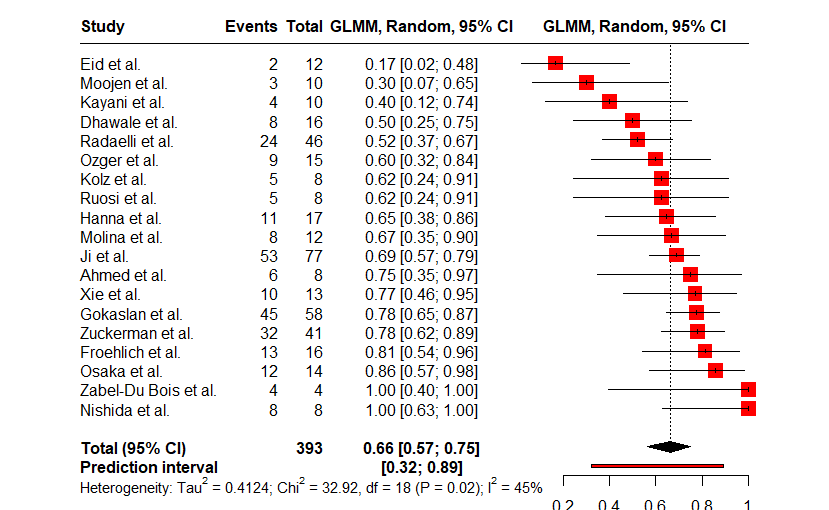 Study Events Total GLMM, Random, 95% CI GLMM, Random, 95% CI
Eid et al. 2 12 0.17 [0.02; 0.48]
Moojen et al. 3 10 0.30 [0.07; 0.65]
Kayani et al. 4 10 0.40 [0.12; 0.74]
Dhawale et al. 8 16 0.50 [0.25; 0.75]
Radaelli et al. 24 46 0.52 [0.37; 0.67]
Ozger et al. 9 15 0.60 [0.32; 0.84]
Kolz et al. 5 8 0.62 [0.24; 0.91]
Ruosi et al. 5 8 0.62 [0.24; 0.91]
Hanna et al. 11 17 0.65 [0.38; 0.86]
Molina et al. 8 12 0.67 [0.35; 0.90]
Ji et al. 53 77 0.69 [0.57; 0.79]
Ahmed et al. 6 8 0.75 [0.35; 0.97]
Xie et al. 10 13 0.77 [0.46; 0.95]
Gokaslan et al. 45 58 0.78 [0.65; 0.87]
Zuckerman et al. 32 41 0.78 [0.62; 0.89]
Froehlich et al. 13 16 0.81 [0.54; 0.96]
Osaka et al. 12 14 0.86 [0.57; 0.98]
Zabel-Du Bois et al. 4 4 1.00 [0.40; 1.00]
Nishida et al. 8 8 1.00 [0.63; 1.00]
Total (95% CI) 393 0.66 [0.57; 0.75]
Prediction interval [0.32; 0.89]
Heterogeneity: Tau² = 0.4124; Chi² = 32.92, df = 18 (P = 0.02); I² = 45%
0.2 0.4 0.6 0.8 1